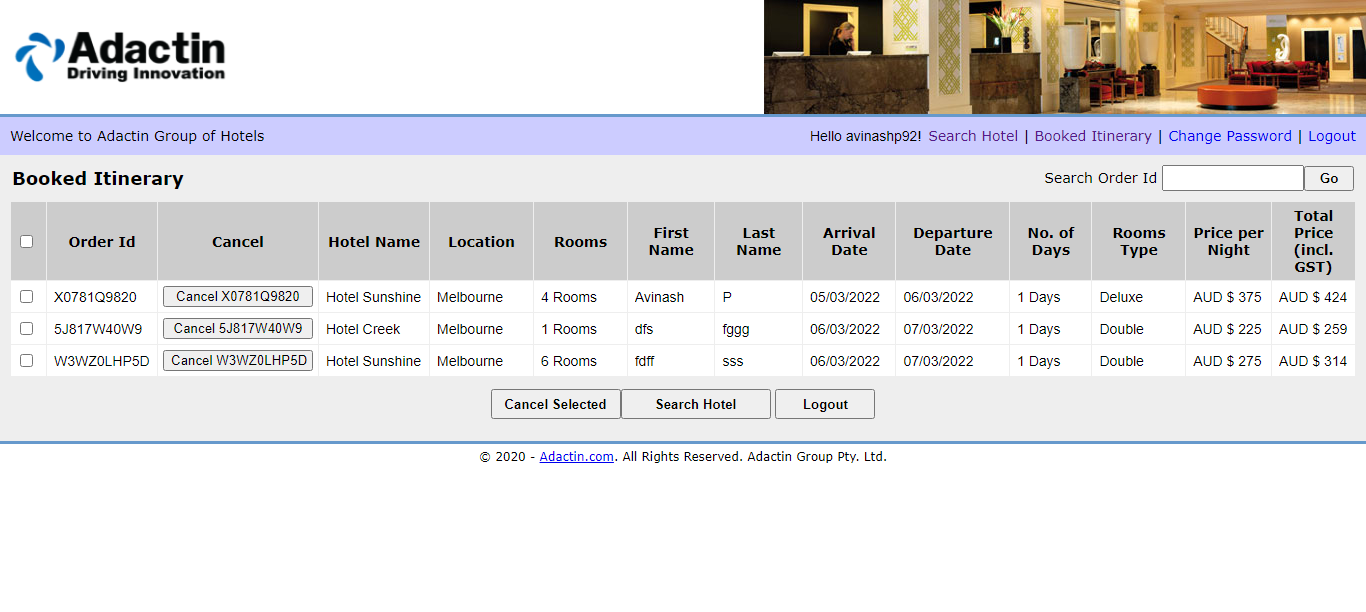 Adactin
Driving Innovation
Welcome to Adactin Group of Hotels
Hello avinashp92! Search Hotel | Booked Itinerary | Change Password | Logout
Booked Itinerary
Search Order Id Go
Order Id Cancel Hotel Name Location Rooms First Name Last Name Arrival Date Departure Date No. of Days Rooms Type Price per Night Total Price (incl. GST)
X0781Q9820 Cancel X0781Q9820 Hotel Sunshine Melbourne 4 Rooms Avinash P 05/03/2022 06/03/2022 1 Days Deluxe AUD $ 375 AUD $ 424
5J817W40W9 Cancel 5J817W40W9 Hotel Creek Melbourne 1 Rooms dfs fggg 06/03/2022 07/03/2022 1 Days Double AUD $ 225 AUD $ 259
W3WZ0LHP5D Cancel W3WZ0LHP5D Hotel Sunshine Melbourne 6 Rooms fdff sss 06/03/2022 07/03/2022 1 Days Double AUD $ 275 AUD $ 314
Cancel Selected Search Hotel Logout
© 2020 - Adactin.com. All Rights Reserved. Adactin Group Pty. Ltd.